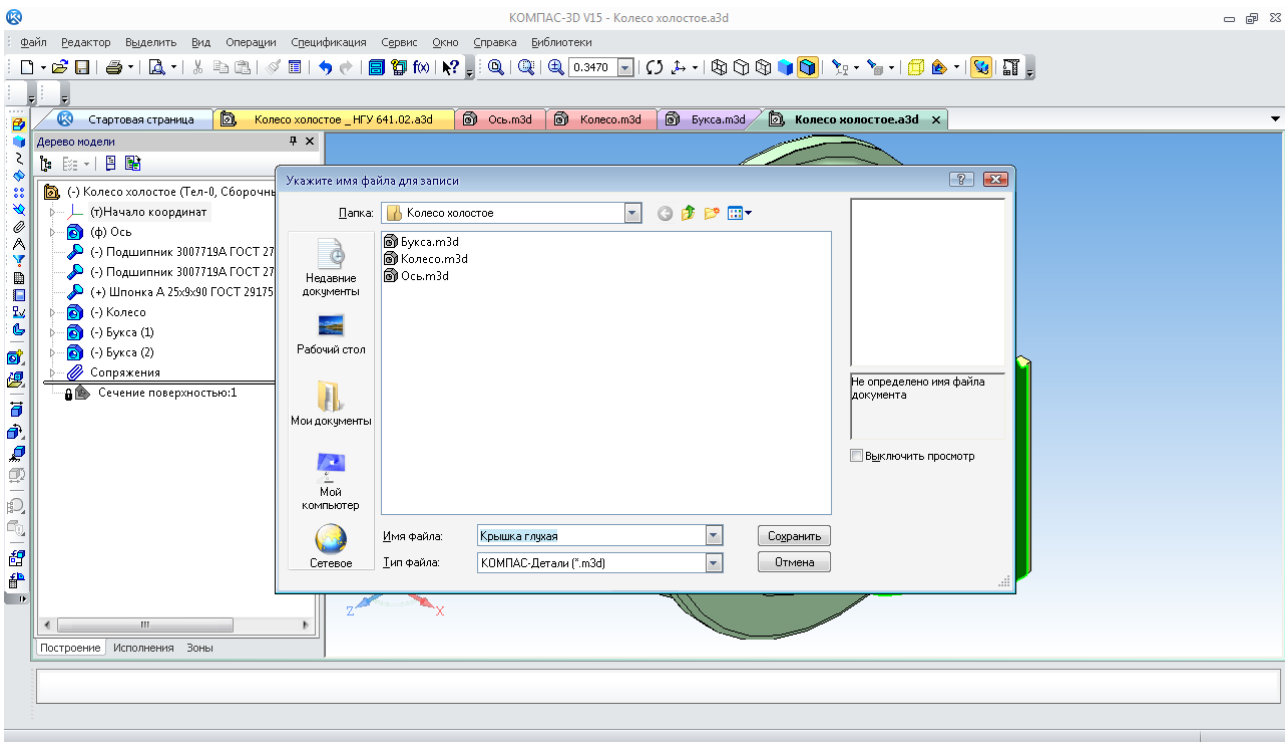 КОМПАС-3D V15 - Колесо холостое.a3d
Файл Редактор Выделить Вид Операции Спецификация Сервис Окно Справка Библиотеки
0.3470
f(x)
Стартовая страница Колесо холостое _НГУ 641.02.a3d Ось.m3d Колесо.m3d Букса.m3d Колесо холостое.a3d
Дерево модели
(-) Колесо холостое (Тел-0, Сборочн
(т)Начало координат
(ф) Ось
(-) Подшипник 3007719А ГОСТ 27
(-) Подшипник 3007719А ГОСТ 27
(+) Шпонка А 25х9х90 ГОСТ 29175
(-) Колесо
(-) Букса (1)
(-) Букса (2)
Сопряжения
Сечение поверхностью:1
Построение Исполнения Зоны
Укажите имя файла для записи
Папка: Колесо холостое
Недавние документы
Рабочий стол
Мои документы
Мой компьютер
Сетевое
Букса.m3d
Колесо.m3d
Ось.m3d
Не определено имя файла
документа
Выключить просмотр
Имя файла: Крышка глухая Сохранить
Тип файла: КОМПАС-Детали (*.m3d) Отмена
Z X